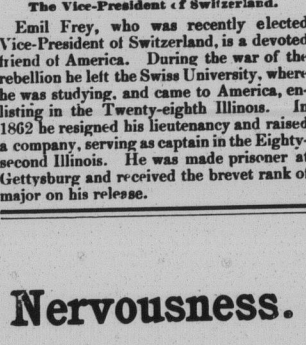 The Vice-President of Switzerland.
Emil Frey, who was recently elected
Vice-President of Switzerland, is a devoted
friend of America. During the war of the
rebellion he left the Swiss University, where
he was studying, and came to America, en-
listing in the Twenty-eighth Illinois. In
1862 he resigned his lieutenancy and raised
a company, serving as captain in the Eighty-
second Illinois. He was made prisoner at
Gettysburg and received the brevet rank of
major on his release.
Nervousness.